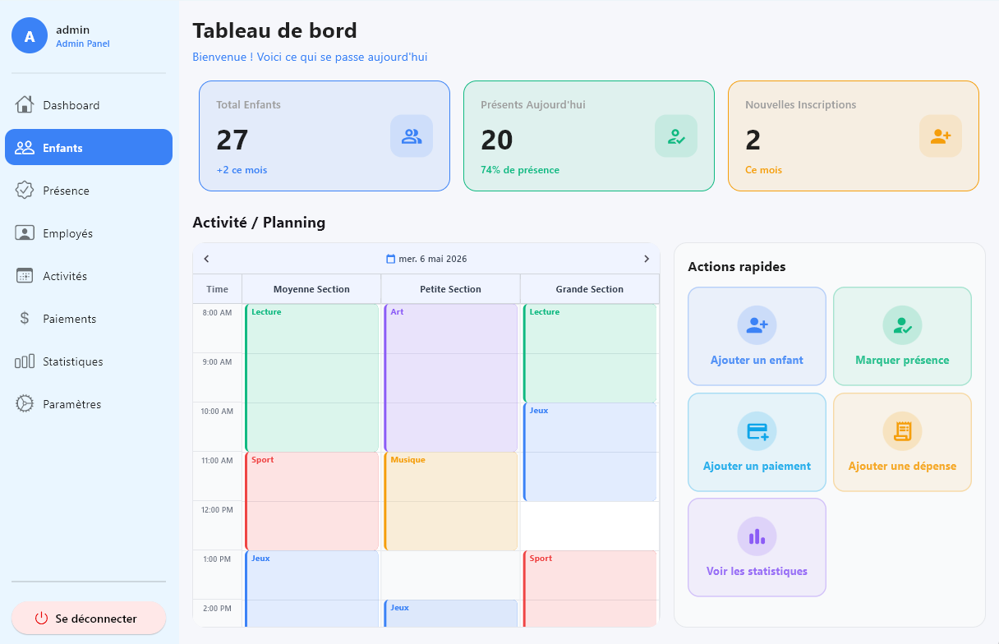 A
admin
Admin Panel
Dashboard
Enfants
Présence
Employés
Activités
$ Paiements
Statistiques
Paramètres
Se déconnecter
Tableau de bord
Bienvenue ! Voici ce qui se passe aujourd'hui
Total Enfants
27
+2 ce mois
Présents Aujourd'hui
20
74% de présence
Nouvelles Inscriptions
2
Ce mois
Activité / Planning
mer. 6 mai 2026
Time Moyenne Section Petite Section Grande Section
8:00 AM Lecture Art Lecture
9:00 AM
10:00 AM Jeux
11:00 AM Sport Musique
12:00 PM
1:00 PM Jeux Sport
2:00 PM Jeux
Actions rapides
Ajouter un enfant
Marquer présence
Ajouter un paiement
Ajouter une dépense
Voir les statistiques